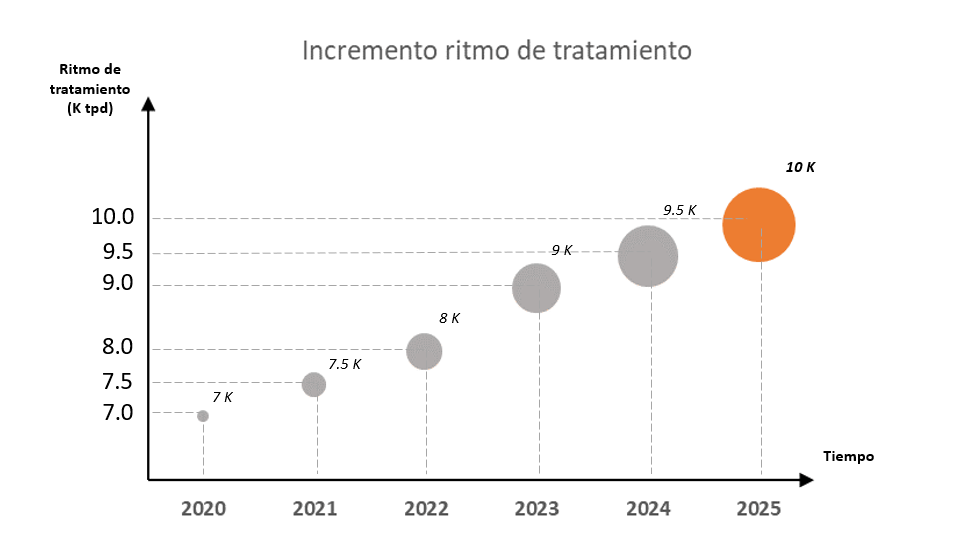 Incremento ritmo de tratamiento
Ritmo de
tratamiento
(K tpd)
10 K
9.5 K
10.0
9 K
9.5
9.0
8 K
8.0
7.5 K
7.5
7 K
7.0
Tiempo
2020
2021
2022
2023
2024
2025